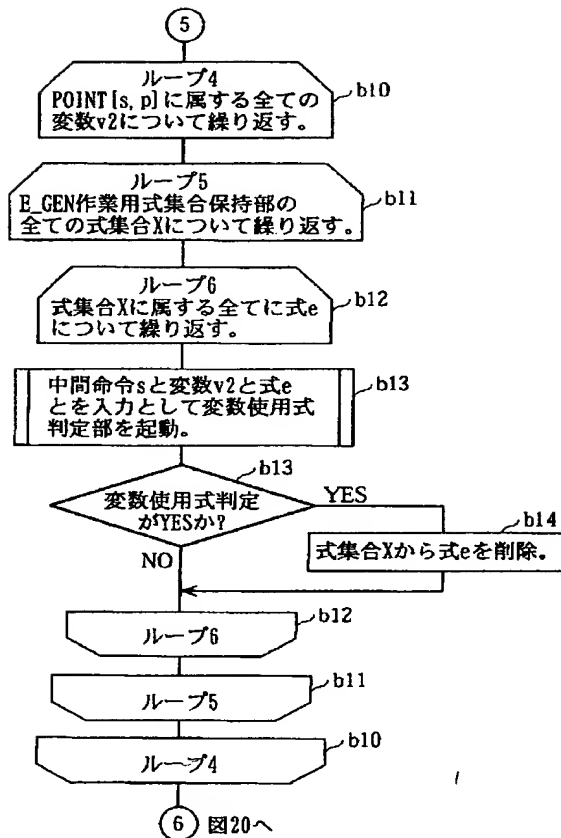 5
ループ4
POINT[s,p]に属する全ての
変数v2について繰り返す。
b10
ループ5
E_GEN作業用式集合保持部の
全ての式集合Xについて繰り返す。
b11
ループ6
式集合Xに属する全てに式e
について繰り返す。
b12
中間命令sと変数v2と式e
とを入力として変数使用式
判定部を起動。
b13
b13
変数使用式判定
がYESか?
YES
NO
b14
式集合Xから式eを削除。
ループ6
b12
ループ5
b11
ループ4
b10
6 図20へ